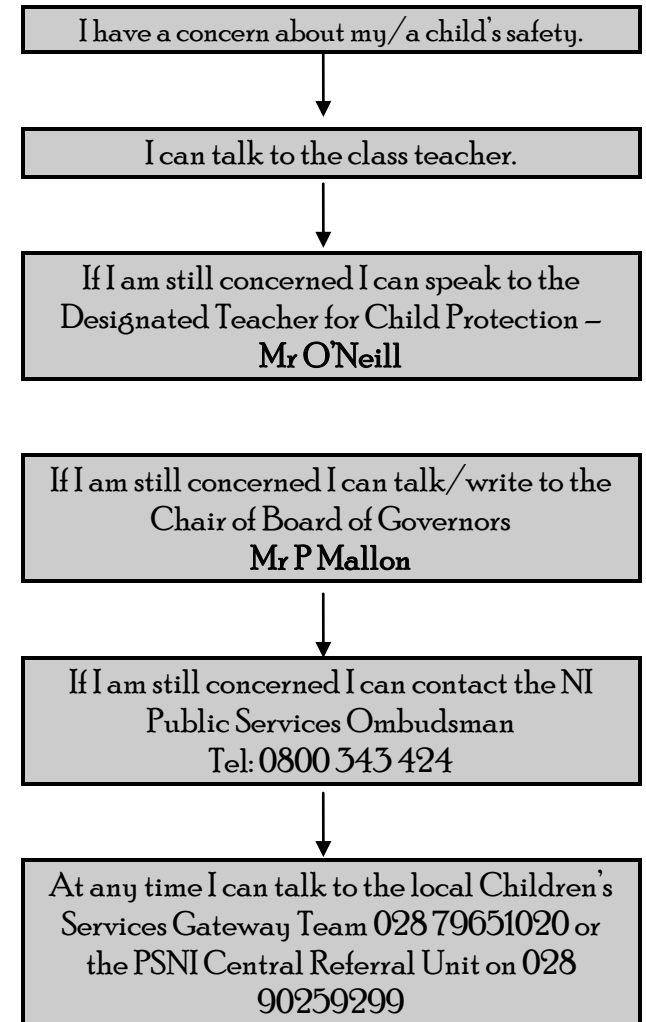 I have a concern about my/a child’s safety.
I can talk to the class teacher.
If I am still concerned I can speak to the
Designated Teacher for Child Protection –
Mr O’Neill
If I am still concerned I can talk/write to the
Chair of Board of Governors
Mr P Mallon
If I am still concerned I can contact the NI
Public Services Ombudsman
Tel: 0800 343 424
At any time I can talk to the local Children’s
Services Gateway Team 028 79651020 or
the PSNI Central Referral Unit on 028
90259299